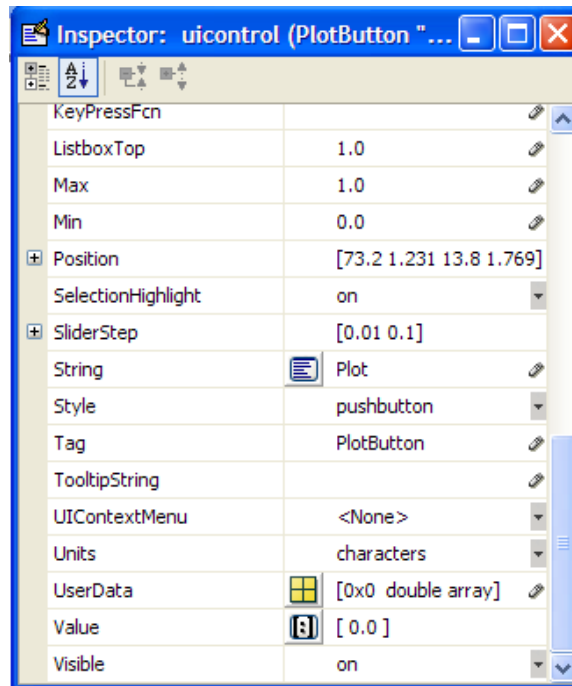 Inspector: uicontrol (PlotButton "...
KeyPressFcn
ListboxTop 1.0
Max 1.0
Min 0.0
Position [73.2 1.231 13.8 1.769]
SelectionHighlight on
SliderStep [0.01 0.1]
String Plot
Style pushbutton
Tag PlotButton
TooltipString
UIContextMenu <None>
Units characters
UserData [0x0 double array]
Value [ 0.0 ]
Visible on